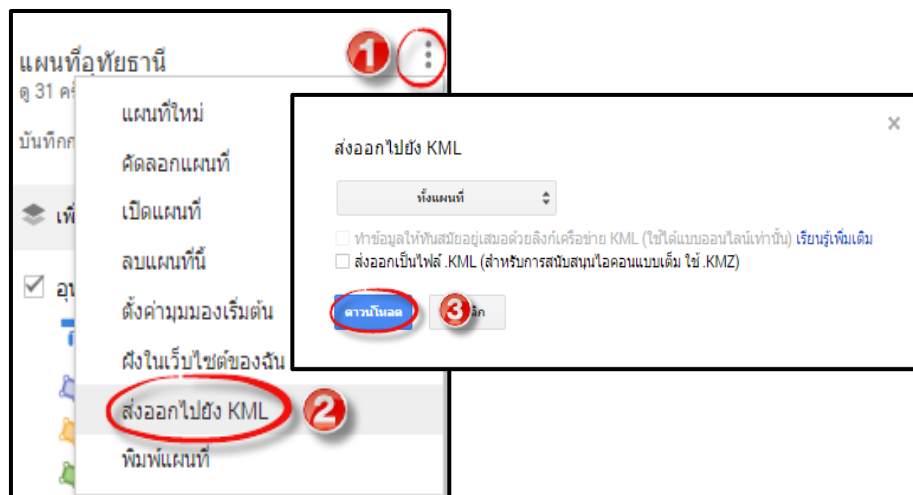 แผนที่อุทัยธานี
1
ดู 31
แผนที่ใหม่
คัดลอกแผนที่
เปิดแผนที่
ลบแผนที่นี้
ตั้งค่ามุมมองเริ่มต้น
ฝังในเว็บไซต์ของฉัน
ส่งออกไปยัง KML
2
พิมพ์แผนที่
ส่งออกไปยัง KML
ทั้งแผนที่
ทำข้อมูลให้ทันสมัยอยู่เสมอด้วยลิงก์เครือข่าย KML (ใช้ได้แบบออนไลน์เท่านั้น) เรียนรู้เพิ่มเติม
ส่งออกเป็นไฟล์ .KML (สำหรับการสนับสนุนไอคอนแบบเต็ม ใช้ .KMZ)
ดาวน์โหลด
3